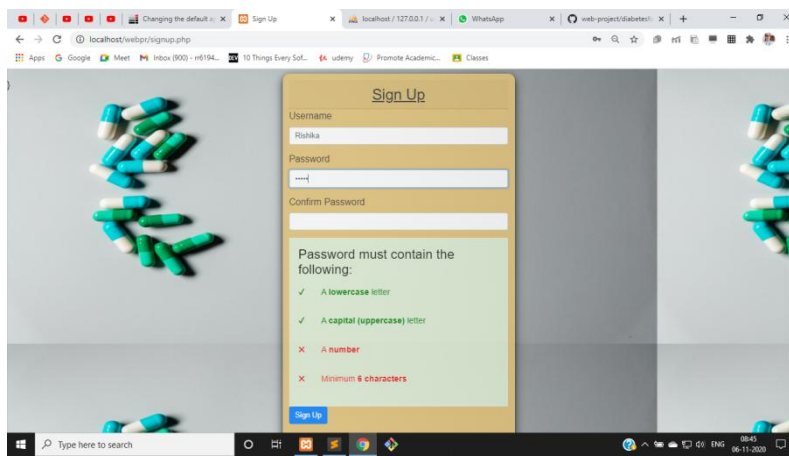 Changing the default
Sign Up
localhost / 127.0.0.1 /
WhatsApp
web-project/diabetes
localhost/webpr/signup.php
Apps
Google
Meet
Inbox (900) - rr6194...
10 Things Every Sof...
udemy
Promote Academic...
Classes
}
Sign Up
Username
Rishika
Password
•••••
Confirm Password
Password must contain the
following:
✓ A lowercase letter
✓ A capital (uppercase) letter
✕ A number
✕ Minimum 6 characters
Sign Up
Type here to search
ENG
08:45
06-11-2020